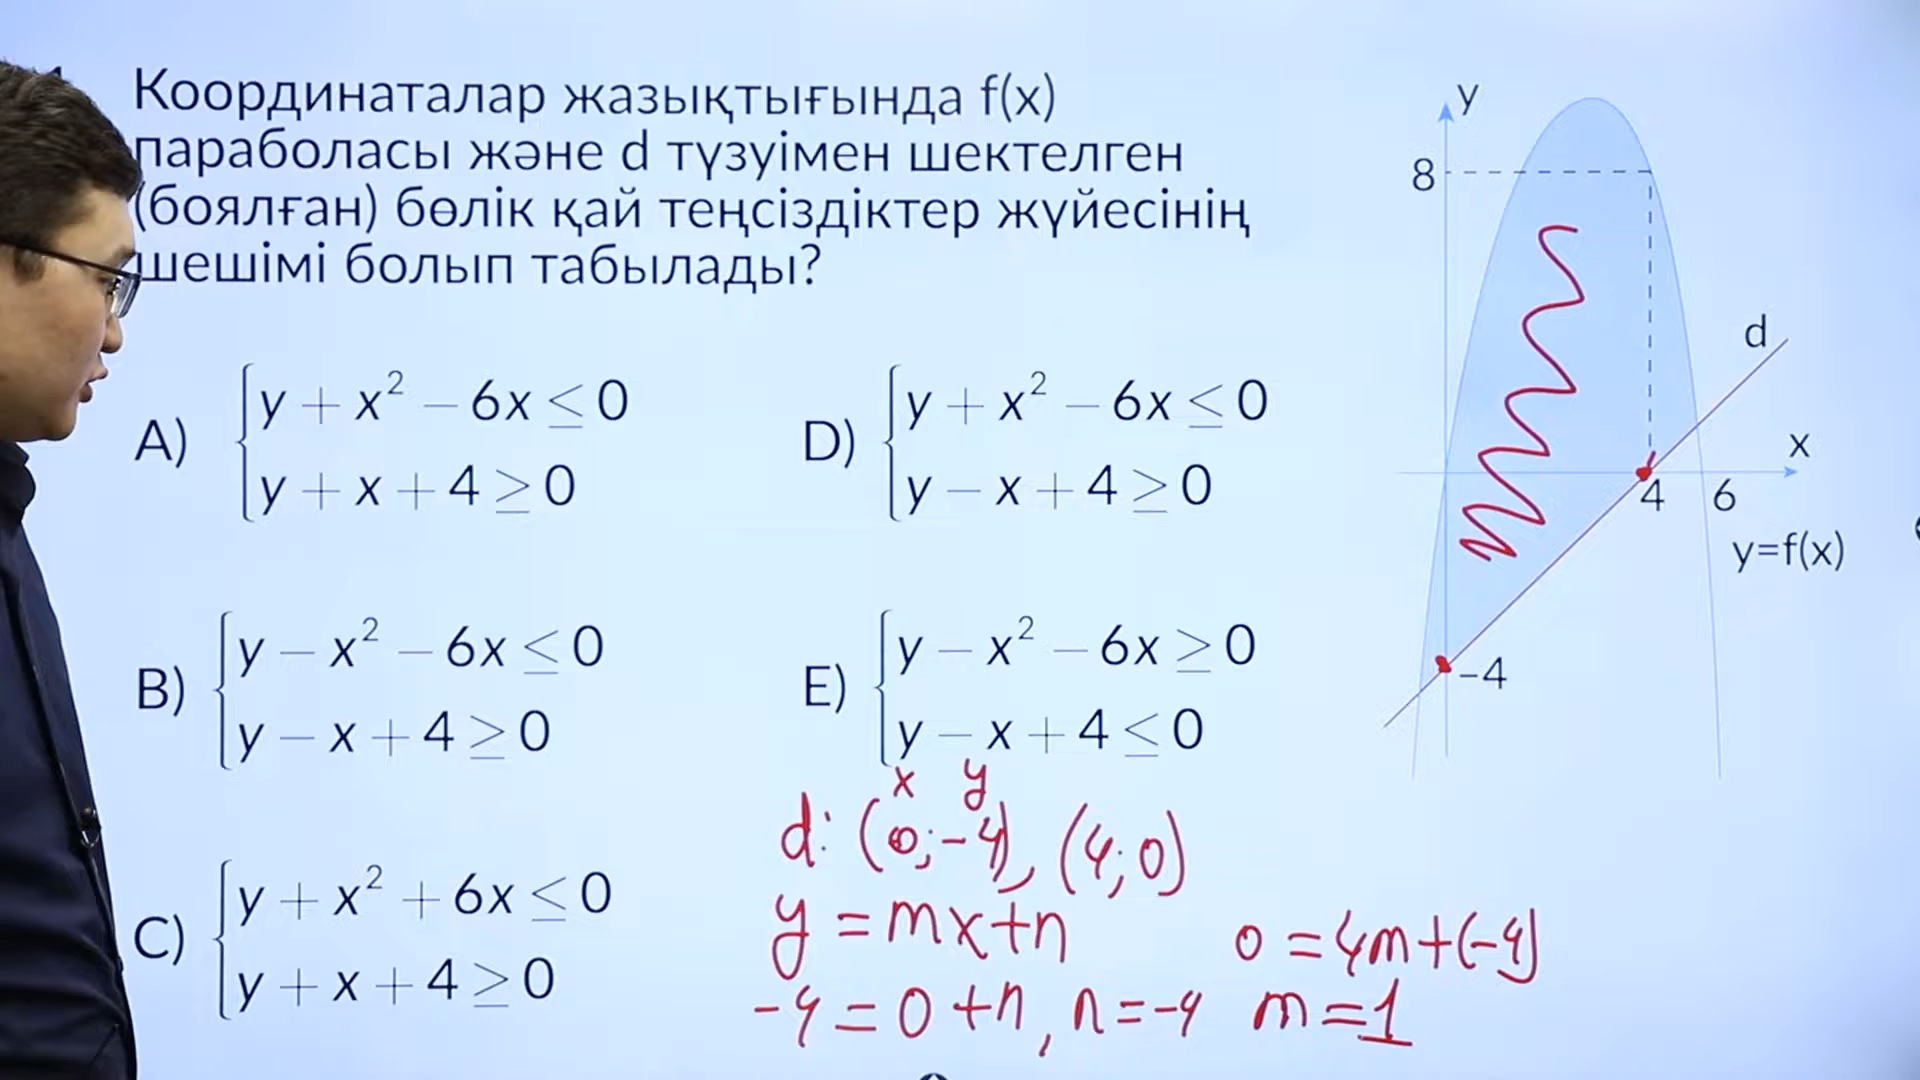 Координаталар жазықтығында f(x)
параболасы және d түзуімен шектелген
(боялған) бөлік қай теңсіздіктер жүйесінің
шешімі болып табылады?
A) y + x² − 6x ≤ 0
y + x + 4 ≥ 0
B) y − x² − 6x ≤ 0
y − x + 4 ≥ 0
C) y + x² + 6x ≤ 0
y + x + 4 ≥ 0
D) y + x² − 6x ≤ 0
y − x + 4 ≥ 0
E) y − x² − 6x ≥ 0
y − x + 4 ≤ 0
y
8
d
x
4 6
y=f(x)
−4
x y
d: (0; −4), (4; 0)
y = mx+n
−4 = 0 + n, n = −4
0 = 4m+(−4)
m = 1